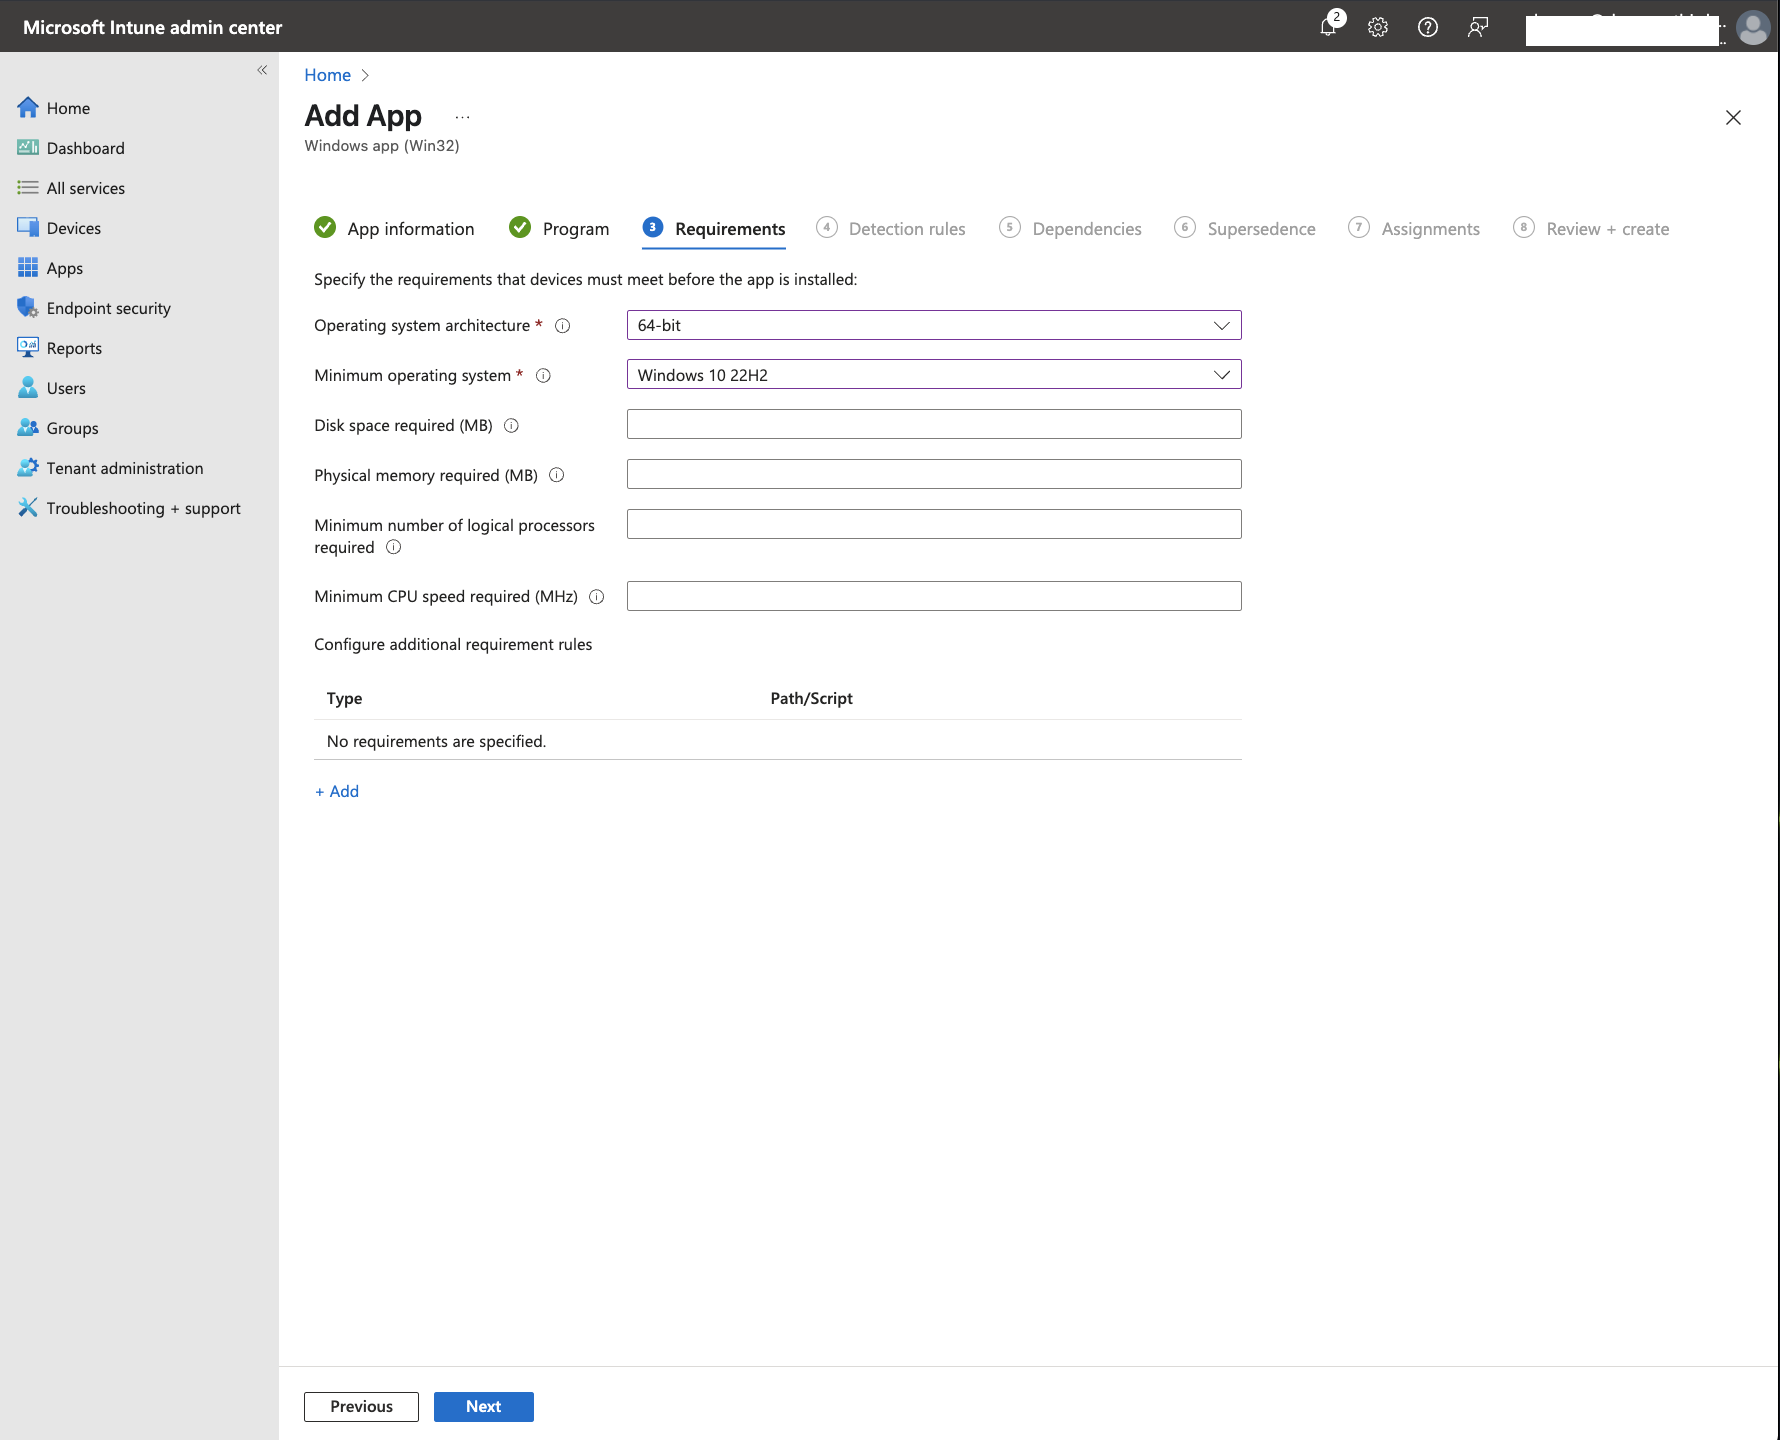 Microsoft Intune admin center
2
Home
Dashboard
All services
Devices
Apps
Endpoint security
Reports
Users
Groups
Tenant administration
Troubleshooting + support
Home
Add App
...
Windows app (Win32)
App information
Program
3 Requirements
4 Detection rules
5 Dependencies
6 Supersedence
7 Assignments
8 Review + create
Specify the requirements that devices must meet before the app is installed:
Operating system architecture *
64-bit
Minimum operating system *
Windows 10 22H2
Disk space required (MB)
Physical memory required (MB)
Minimum number of logical processors
required
Minimum CPU speed required (MHz)
Configure additional requirement rules
Type Path/Script
No requirements are specified.
+ Add
Previous
Next